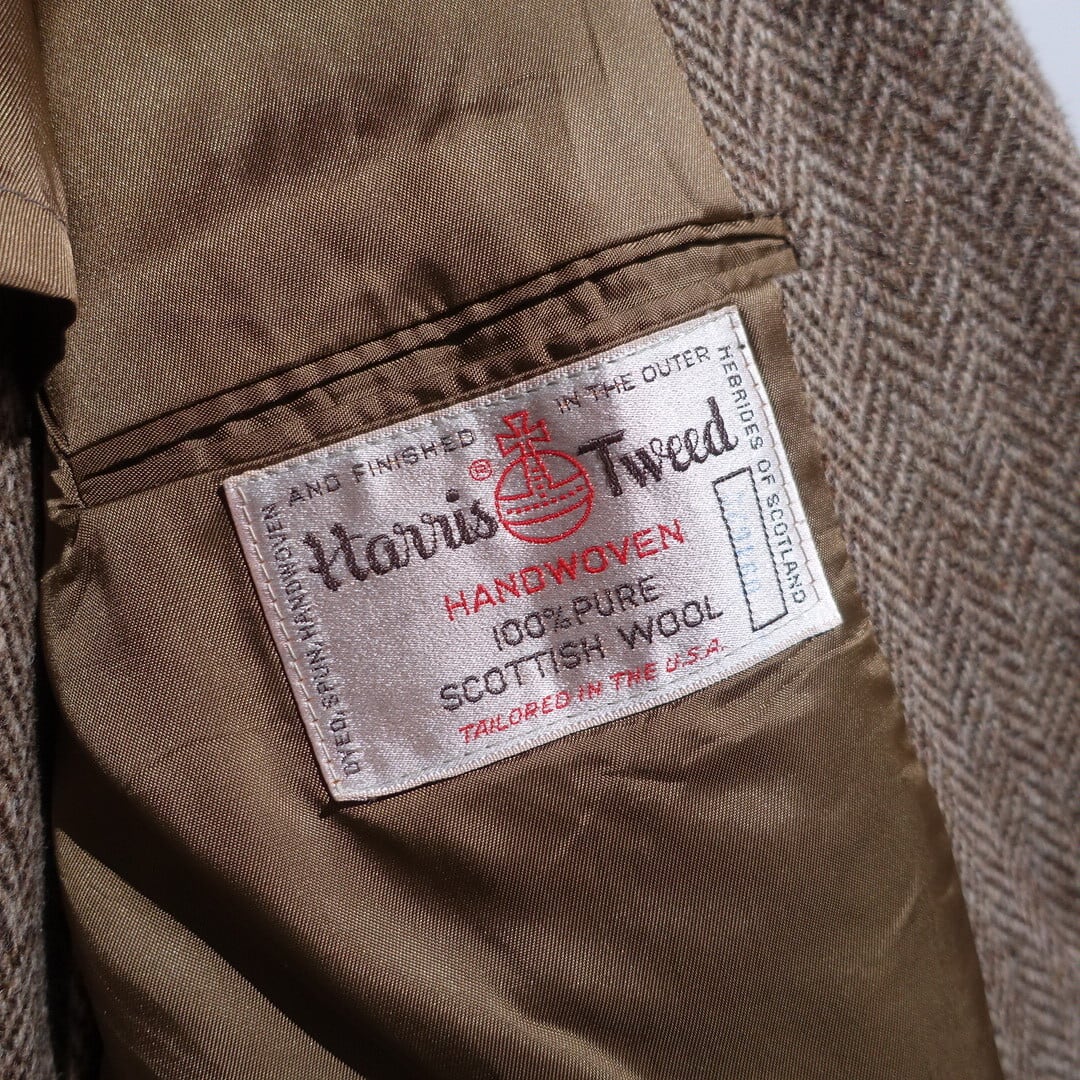 DYED, SPUN, HANDWOVEN
AND FINISHED IN THE OUTER
HEBRIDES OF SCOTLAND
Harris Tweed
®
HANDWOVEN
100% PURE
SCOTTISH WOOL
TAILORED IN THE U.S.A.